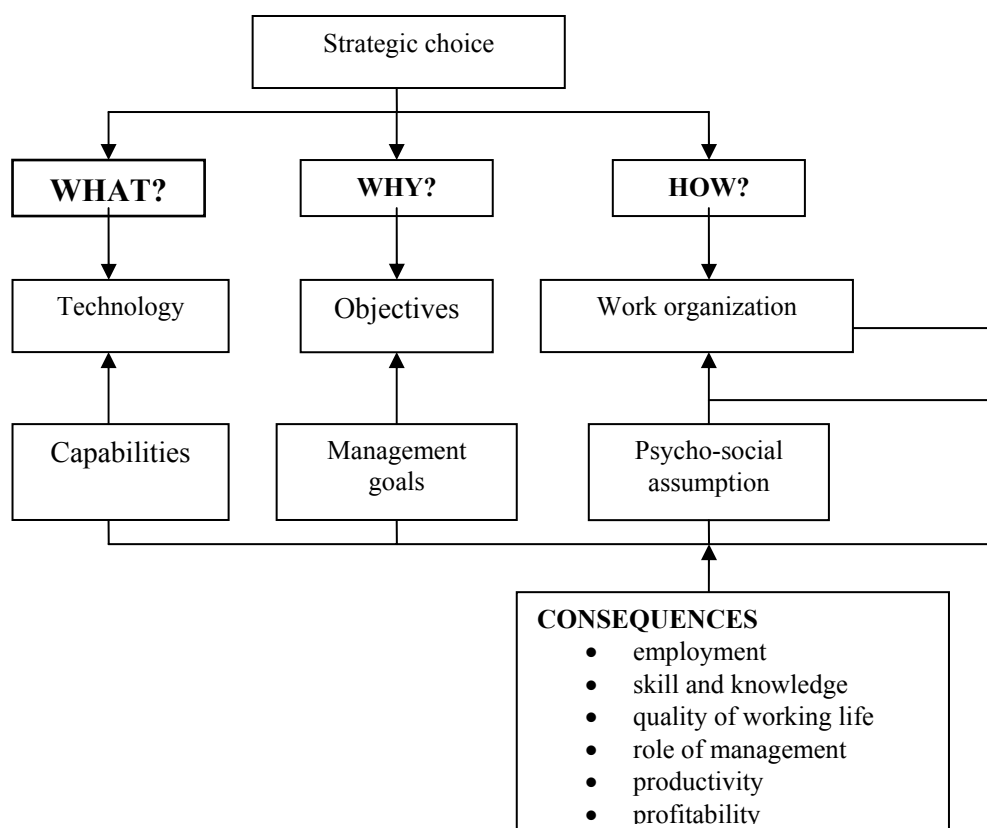 Strategic choice
WHAT?
WHY?
HOW?
Technology
Objectives
Work organization
Capabilities
Management
goals
Psycho-social
assumption
CONSEQUENCES
• employment
• skill and knowledge
• quality of working life
• role of management
• productivity
• profitability